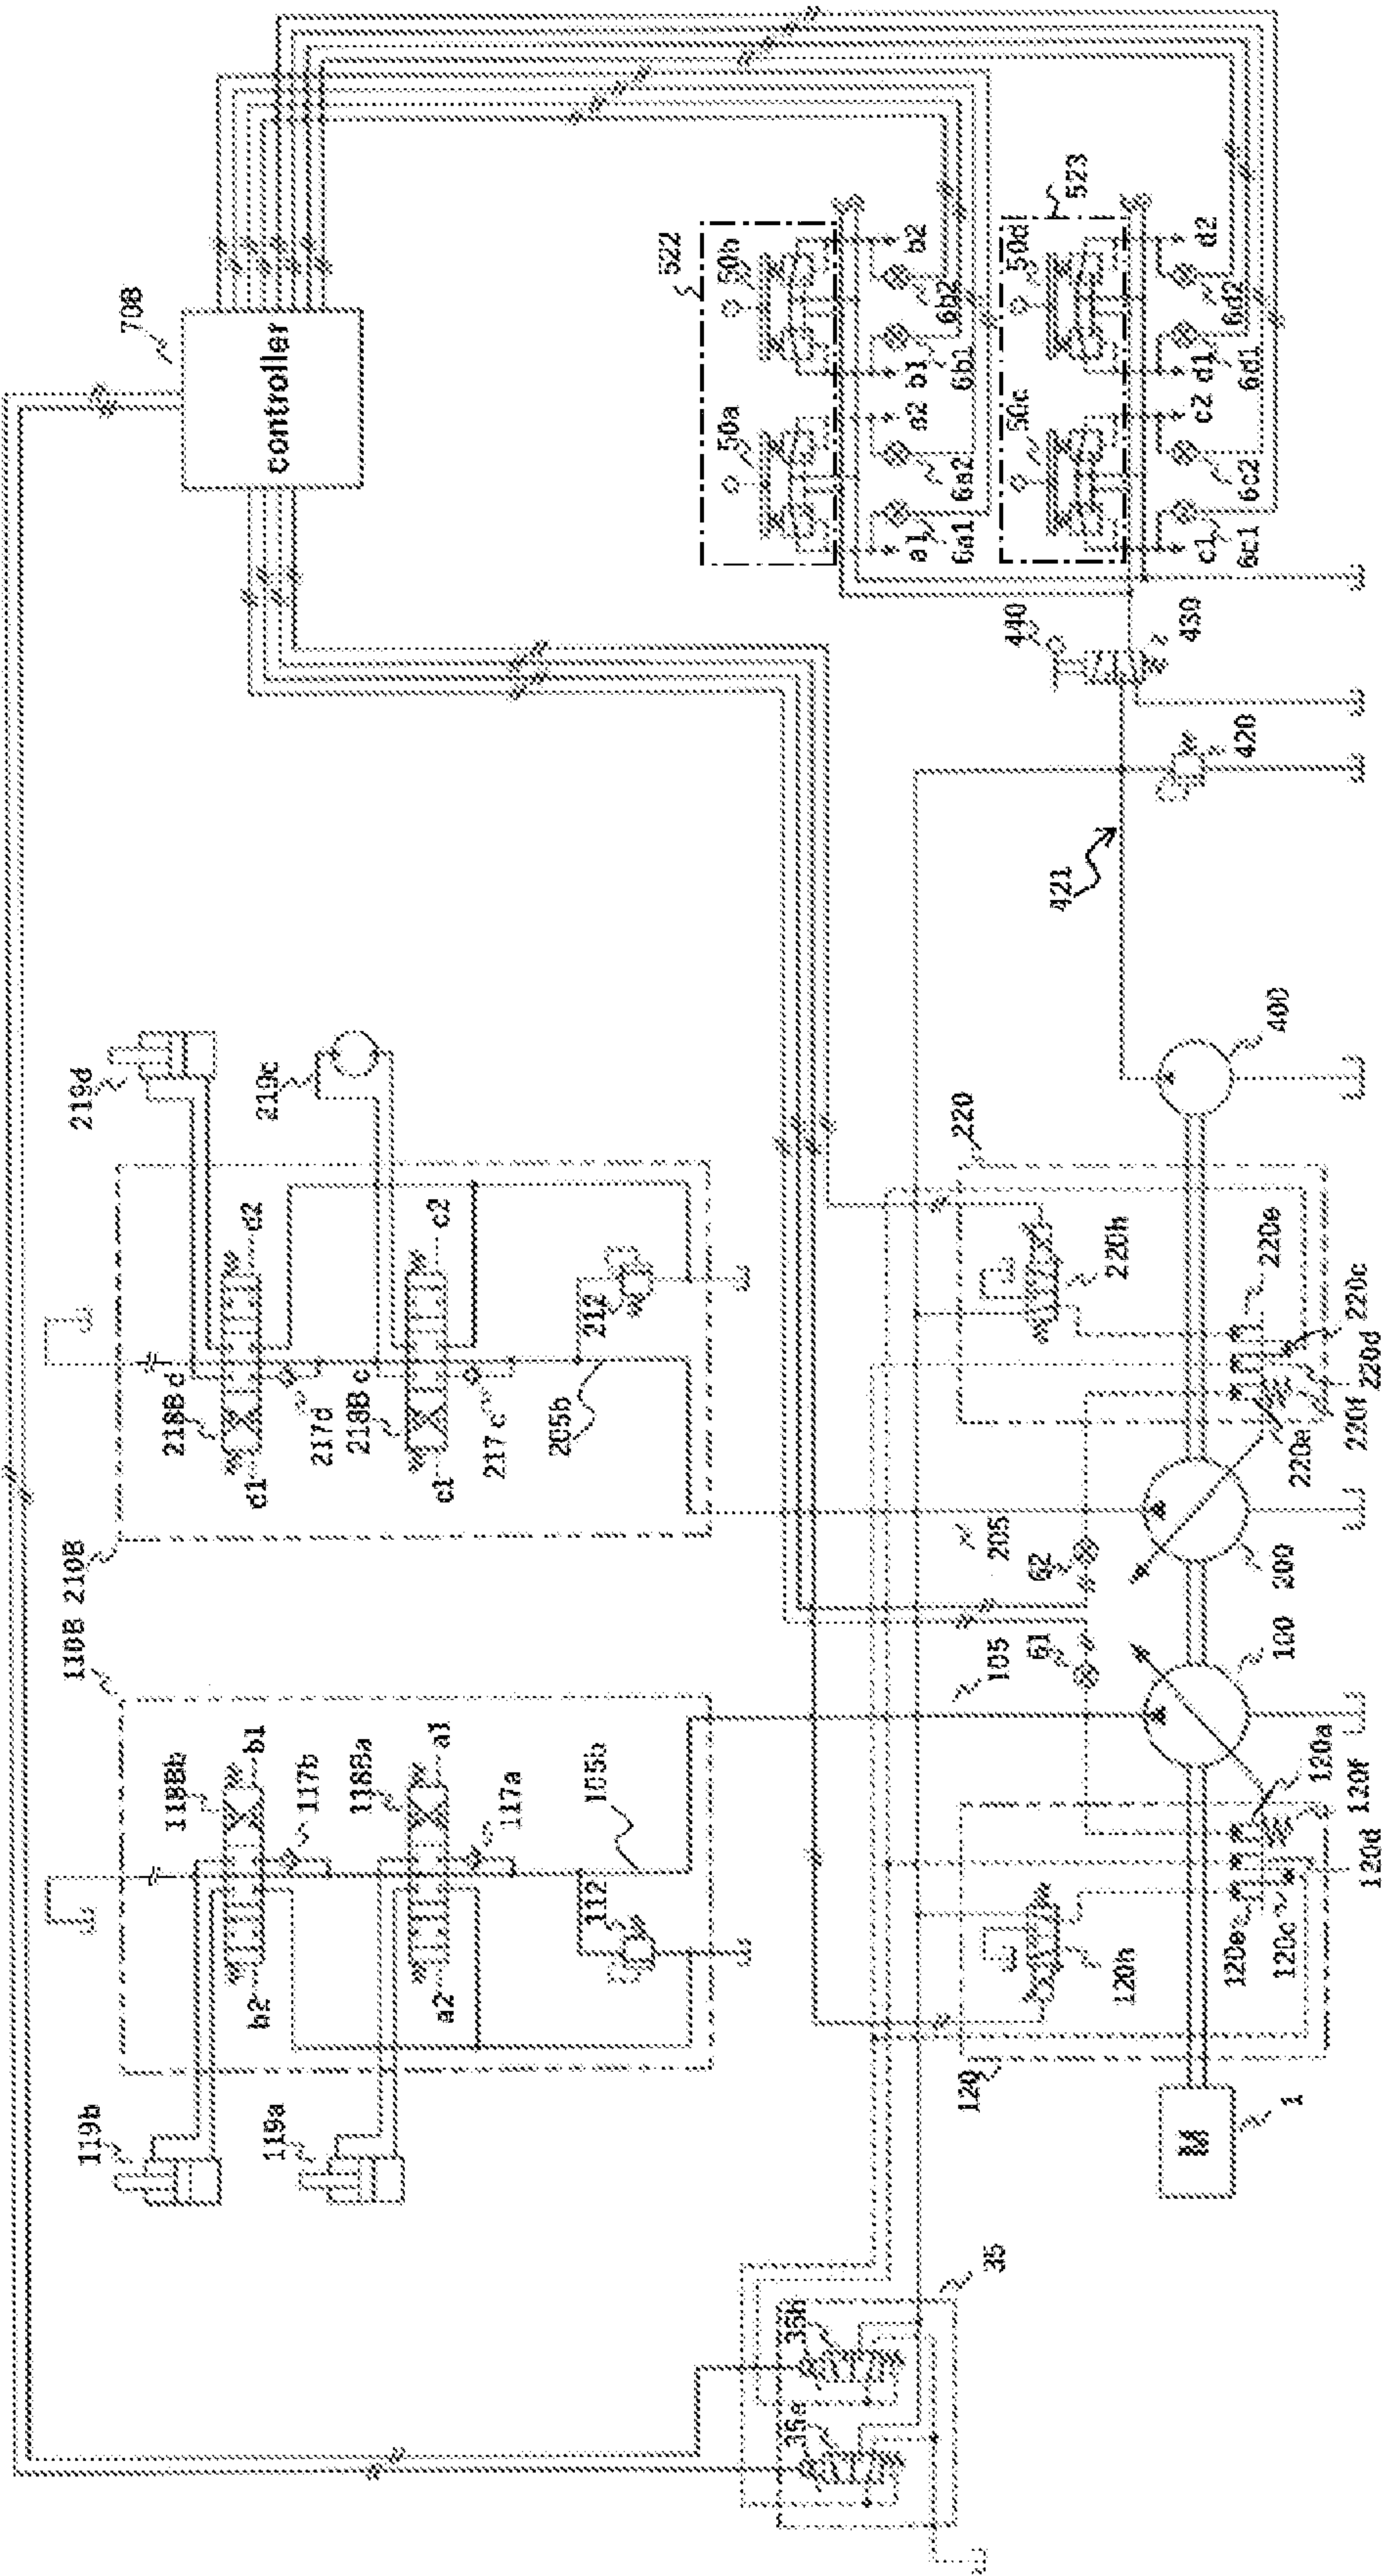 70B
controller
522
50a
50b
a1
a2
b1
b2
6a1
6a2
6b1
6b2
523
50c
50d
c1
c2
d1
d2
6c1
6c2
6d1
6d2
440
430
420
421
400
219d
219c
210B
218B d
d2
c1
217d
218B c
c2
c1
217c
212
205b
110B
118Bb
b1
b2
117b
118Ba
a1
a2
117a
112
105b
119b
119a
220
220h
220e
220c
220d
220f
220a
205
62
200
105
61
100
120
120h
120a
120e
120c
120f
120d
M
1
35
35a
35b